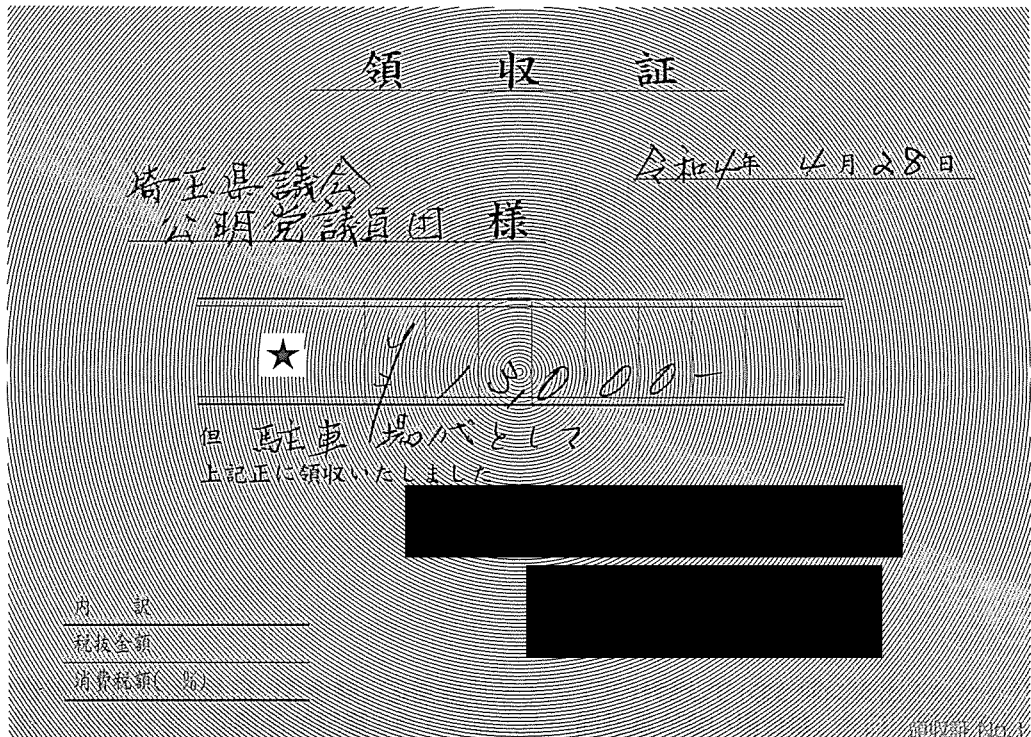 領収証
令和4年 4月28日
埼玉県議会
公明党議員団 様
★ ¥15,000-
但 駐車場代として
上記正に領収いたしました
内訳
税抜金額
消費税額( %)